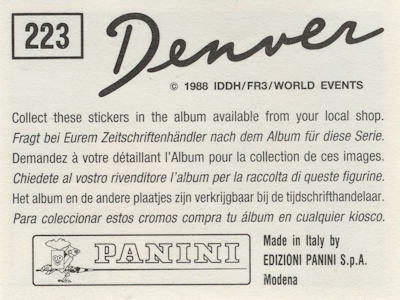 223
Denver
© 1988 IDDH/FR3/WORLD EVENTS
Collect these stickers in the album available from your local shop.
Fragt bei Eurem Zeitschriftenhändler nach dem Album für diese Serie.
Demandez à votre détaillant l'Album pour la collection de ces images.
Chiedete al vostro rivenditore l'album per la raccolta di queste figurine.
Het album en de andere plaatjes zijn verkrijgbaar bij de tijdschrifthandelaar.
Para coleccionar estos cromos compra tu álbum en cualquier kiosco.
PANINI
Made in Italy by
EDIZIONI PANINI S.p.A.
Modena